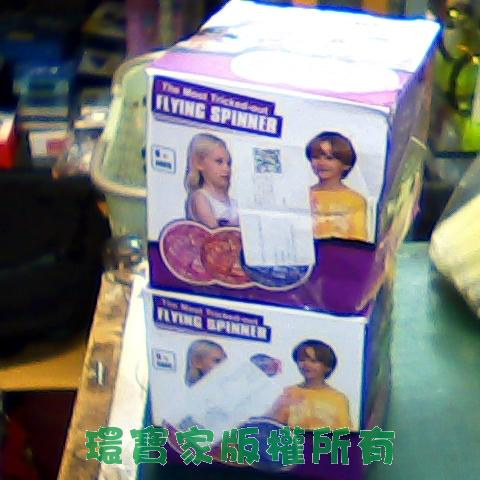 The Most Tricked-out
FLYING SPINNER
The Most Tricked-out
FLYING SPINNER
環寶家版權所有